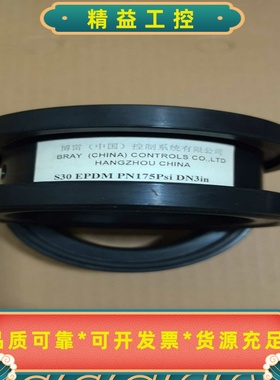 精益工控
博雷（中国）控制系统有限公司
BRAY (CHINA) CONTROLS CO.,LTD
HANGZHOU CHINA
S30 EPDM PN175Psi DN3in
品质可靠*可开发票*货源充足